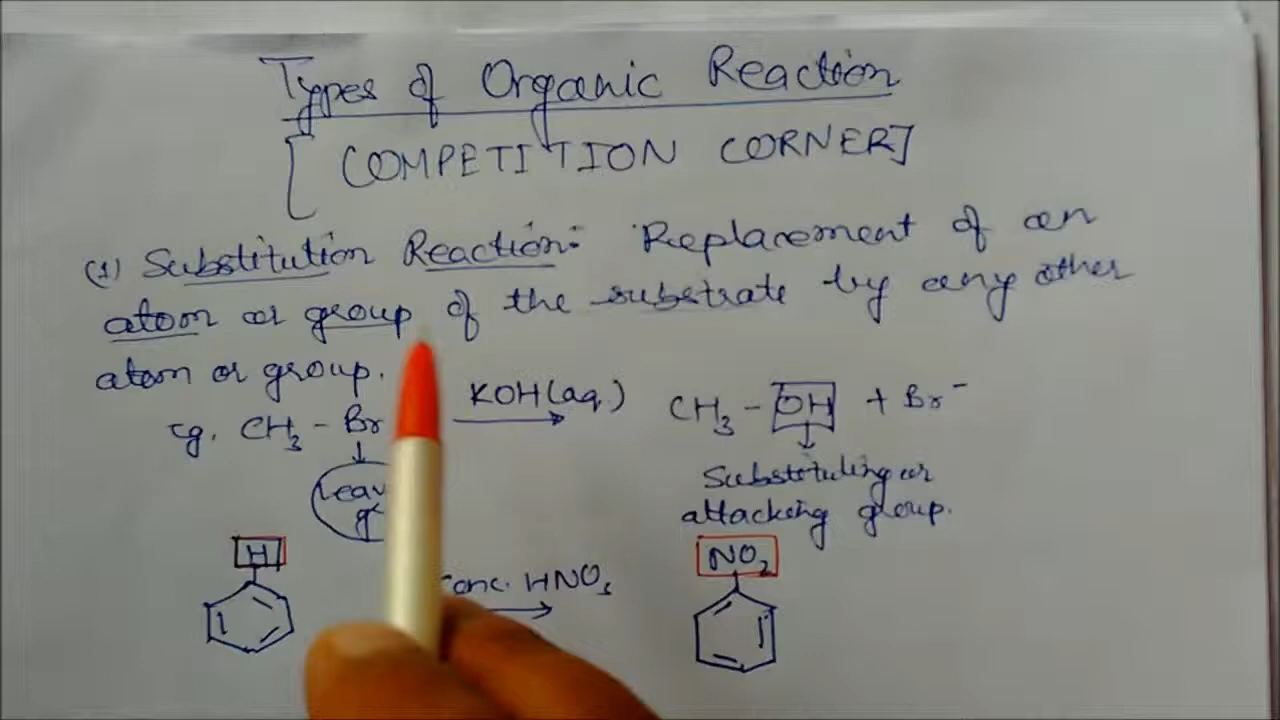 Types of Organic Reaction
[COMPETITION CORNER]
(1) Substitution Reaction: Replacement of an
atom or group of the substrate by any other
atom or group.
eg. CH3 - Br KOH(aq.) CH3 - OH + Br-
Substituting or
attacking group.
H NO2
conc. HNO3